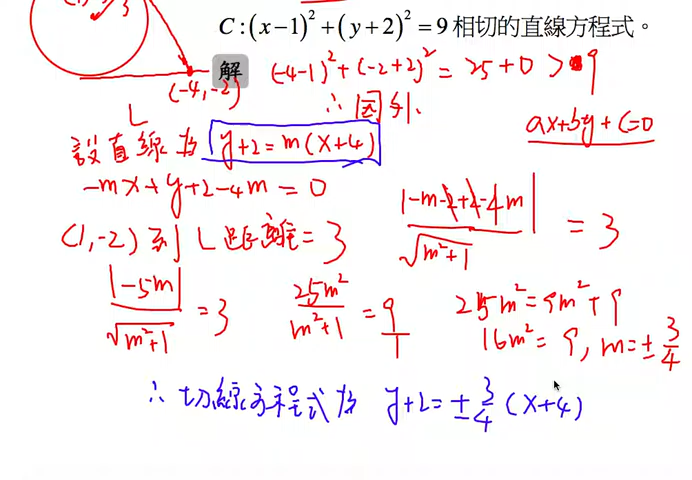 C : (x−1)² + (y+2)² = 9 相切的直線方程式。
解 (-4-1)²+(-2+2)² = 25+0 > 9
(-4,-2)
∴ 圓外
L
ax+by+c=0
設直線為 y+2=m(x+4)
-mx+y+2-4m=0
(1,-2)到L距離=3
|-m-2+2-4m| / √(m²+1) = 3
|-5m| / √(m²+1) = 3
25m² / (m²+1) = 9/1
25m²=9m²+9
16m²=9, m=±3/4
∴ 切線方程式為 y+2=±3/4 (x+4)